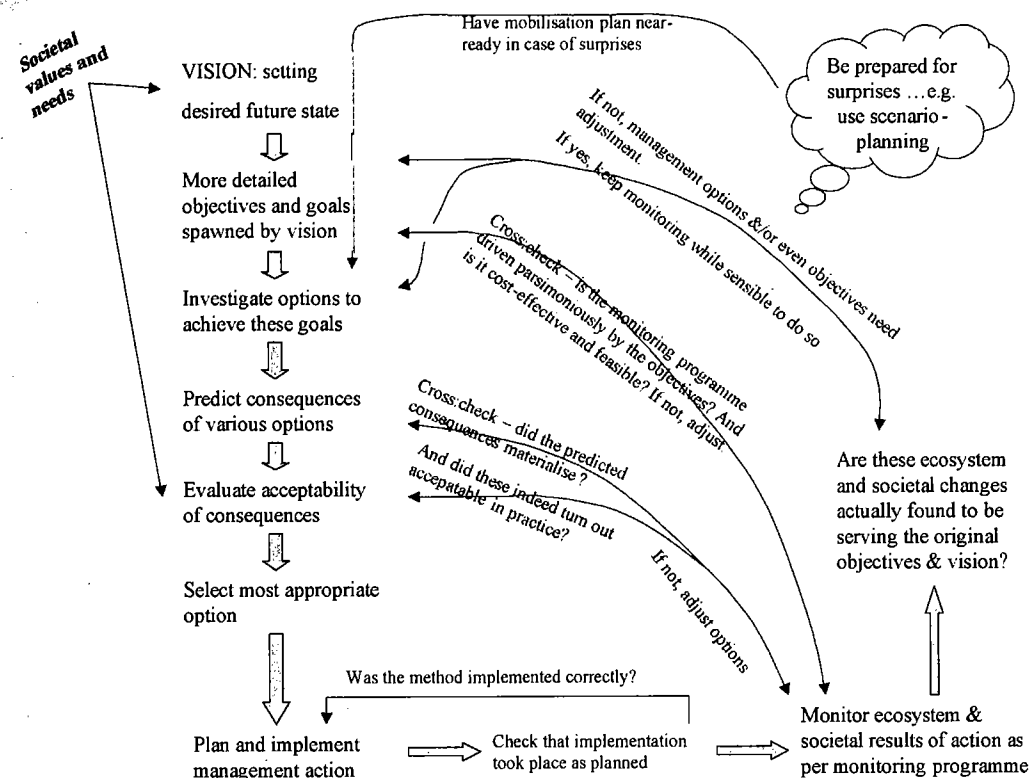 Societal
values and
needs
VISION: setting
desired future state
More detailed
objectives and goals
spawned by vision
Investigate options to
achieve these goals
Predict consequences
of various options
Evaluate acceptability
of consequences
Select most appropriate
option
Plan and implement
management action
Was the method implemented correctly?
Check that implementation
took place as planned
Monitor ecosystem &
societal results of action as
per monitoring programme
Are these ecosystem
and societal changes
actually found to be
serving the original
objectives & vision?
Have mobilisation plan near-
ready in case of surprises
Be prepared for
surprises ...e.g.
use scenario-
planning
If not, management options &/or even objectives need
adjustment.
If yes, keep monitoring while sensible to do so
Cross:check – is the monitoring programme
driven parsimoniously by the objectives? And
is it cost-effective and feasible? If not, adjust
Cross:check – did the predicted
consequences materialise ?
And did these indeed turn out
accepatable in practice?
If not, adjust options